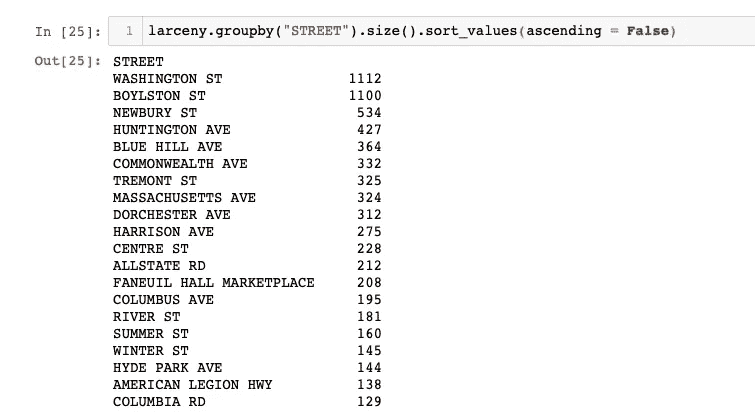 In [25]: 1 larceny.groupby("STREET").size().sort_values(ascending = False)
Out[25]: STREET
WASHINGTON ST 1112
BOYLSTON ST 1100
NEWBURY ST 534
HUNTINGTON AVE 427
BLUE HILL AVE 364
COMMONWEALTH AVE 332
TREMONT ST 325
MASSACHUSETTS AVE 324
DORCHESTER AVE 312
HARRISON AVE 275
CENTRE ST 228
ALLSTATE RD 212
FANEUIL HALL MARKETPLACE 208
COLUMBUS AVE 195
RIVER ST 181
SUMMER ST 160
WINTER ST 145
HYDE PARK AVE 144
AMERICAN LEGION HWY 138
COLUMBIA RD 129